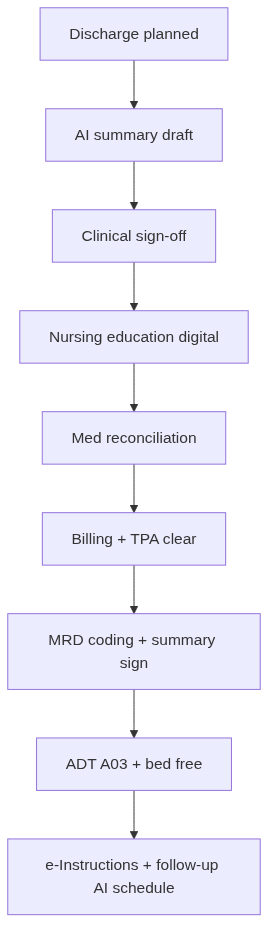 Discharge planned
AI summary draft
Clinical sign-off
Nursing education digital
Med reconciliation
Billing + TPA clear
MRD coding + summary
sign
ADT A03 + bed free
e-Instructions + follow-up
AI schedule